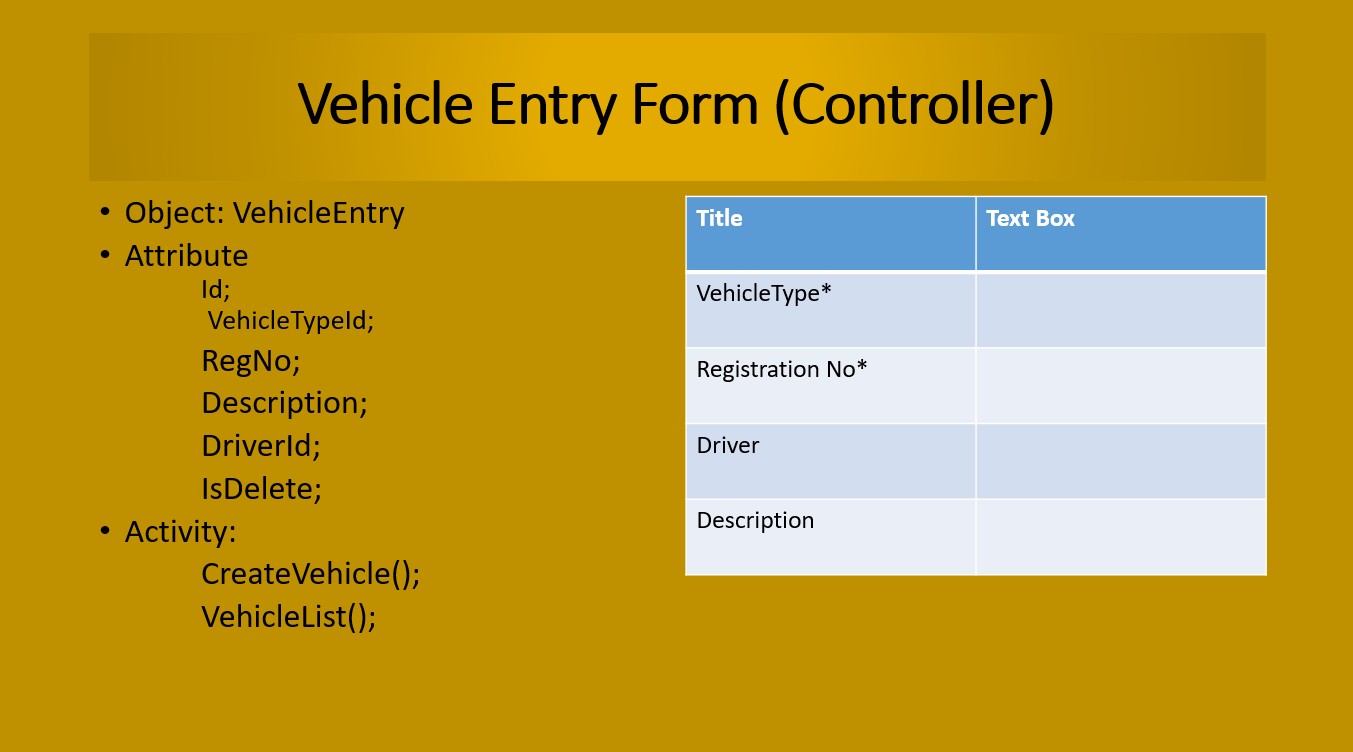 Vehicle Entry Form (Controller)
• Object: VehicleEntry
• Attribute
Id;
VehicleTypeId;
RegNo;
Description;
DriverId;
IsDelete;
• Activity:
CreateVehicle();
VehicleList();
Title Text Box
VehicleType*
Registration No*
Driver
Description